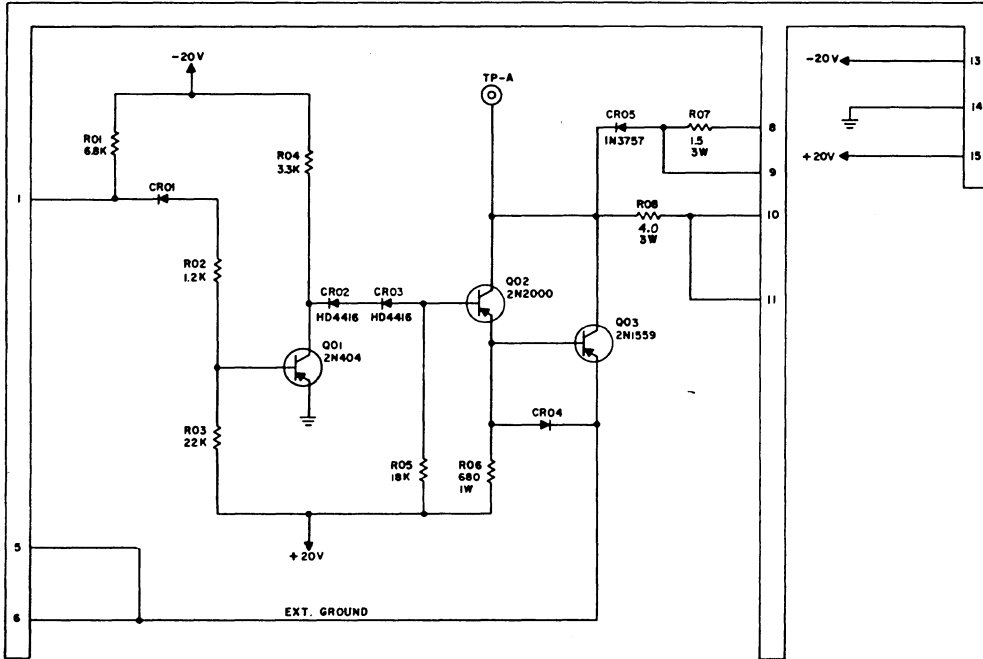 -20V
TP-A
R01
6.8K
R04
3.3K
CR05
1N3757
R07
1.5
3W
8
9
-20V
13
14
+20V
15
1
CR01
R08
4.0
3W
10
11
R02
1.2K
CR02
HD4416
CR03
HD4416
Q02
2N2000
Q03
2N1559
Q01
2N404
CR04
R03
22K
R05
18K
R06
680
1W
+20V
5
6
EXT. GROUND